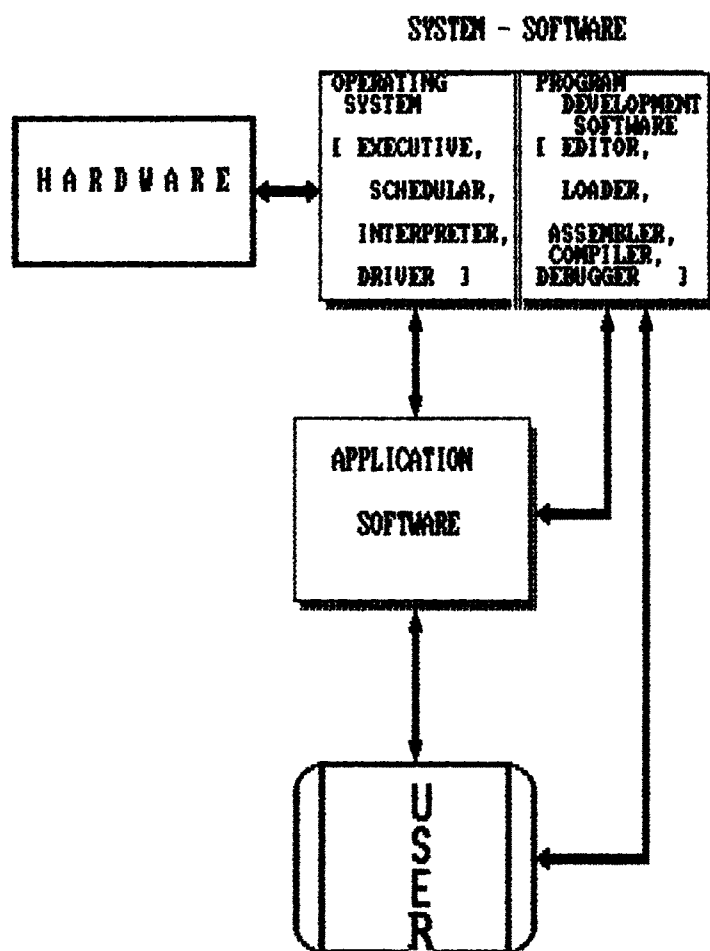 SYSTEM - SOFTWARE
HARDWARE
OPERATING
SYSTEM
[ EXECUTIVE,
SCHEDULAR,
INTERPRETER,
DRIVER ]
PROGRAM
DEVELOPMENT
SOFTWARE
[ EDITOR,
LOADER,
ASSEMBLER,
COMPILER,
DEBUGGER ]
APPLICATION
SOFTWARE
USER